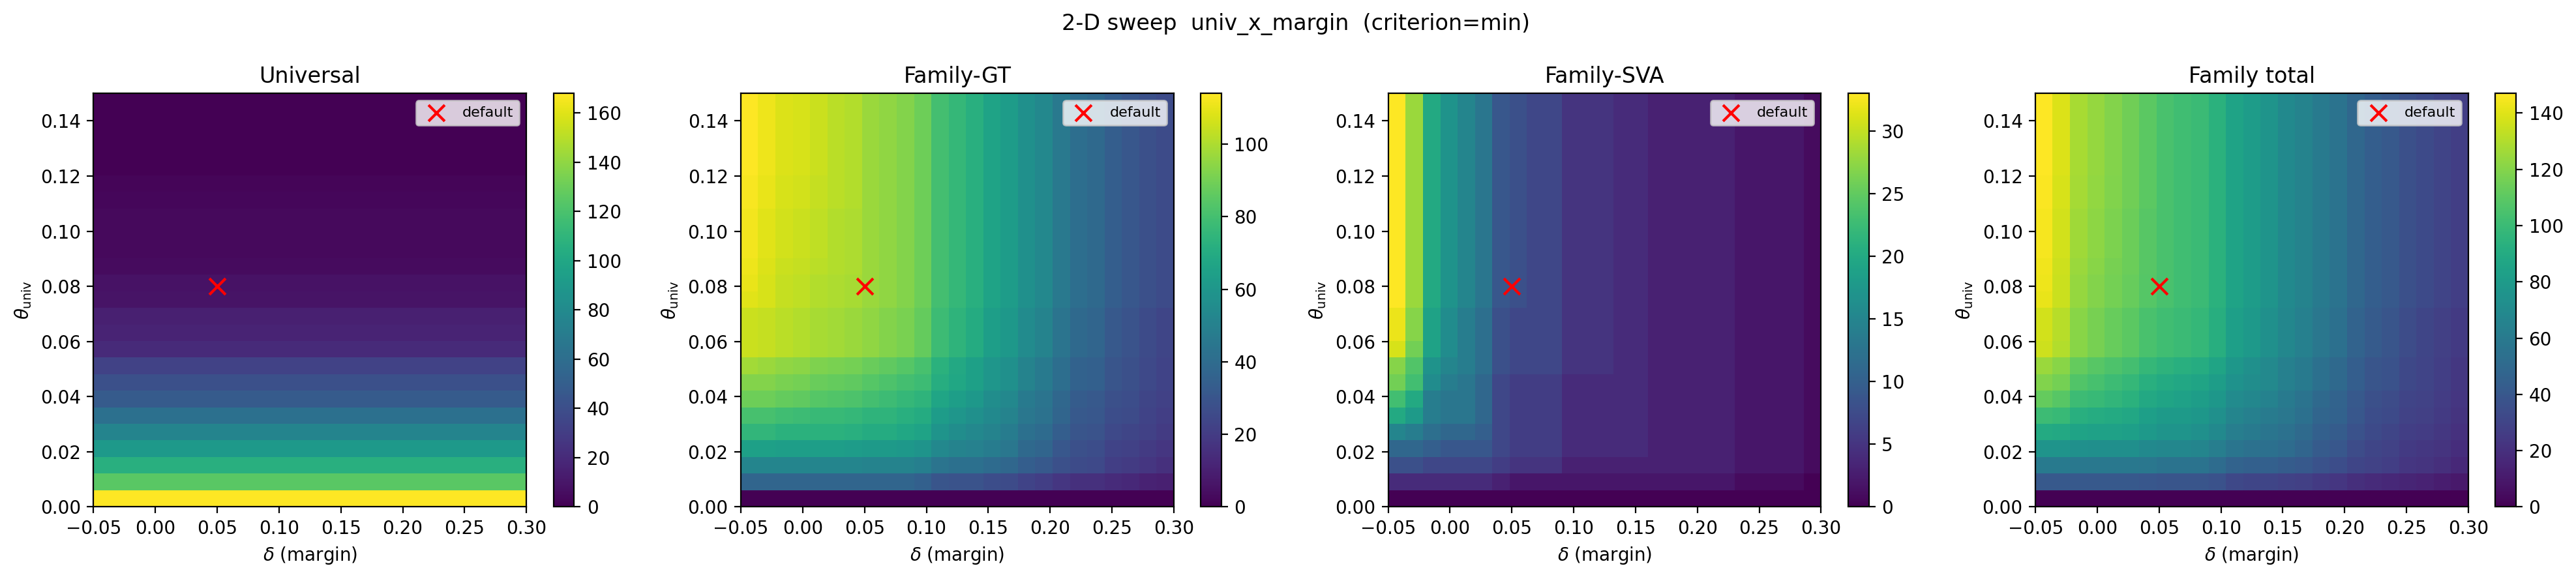 2-D sweep  univ_x_margin  (criterion=min)
Universal
default
0.14
0.12
0.10
0.08
0.06
0.04
0.02
0.00
θuniv
−0.05 0.00 0.05 0.10 0.15 0.20 0.25 0.30
δ (margin)
160
140
120
100
80
60
40
20
0
Family-GT
default
0.14
0.12
0.10
0.08
0.06
0.04
0.02
0.00
θuniv
−0.05 0.00 0.05 0.10 0.15 0.20 0.25 0.30
δ (margin)
100
80
60
40
20
0
Family-SVA
default
0.14
0.12
0.10
0.08
0.06
0.04
0.02
0.00
θuniv
−0.05 0.00 0.05 0.10 0.15 0.20 0.25 0.30
δ (margin)
30
25
20
15
10
5
0
Family total
default
0.14
0.12
0.10
0.08
0.06
0.04
0.02
0.00
θuniv
−0.05 0.00 0.05 0.10 0.15 0.20 0.25 0.30
δ (margin)
140
120
100
80
60
40
20
0